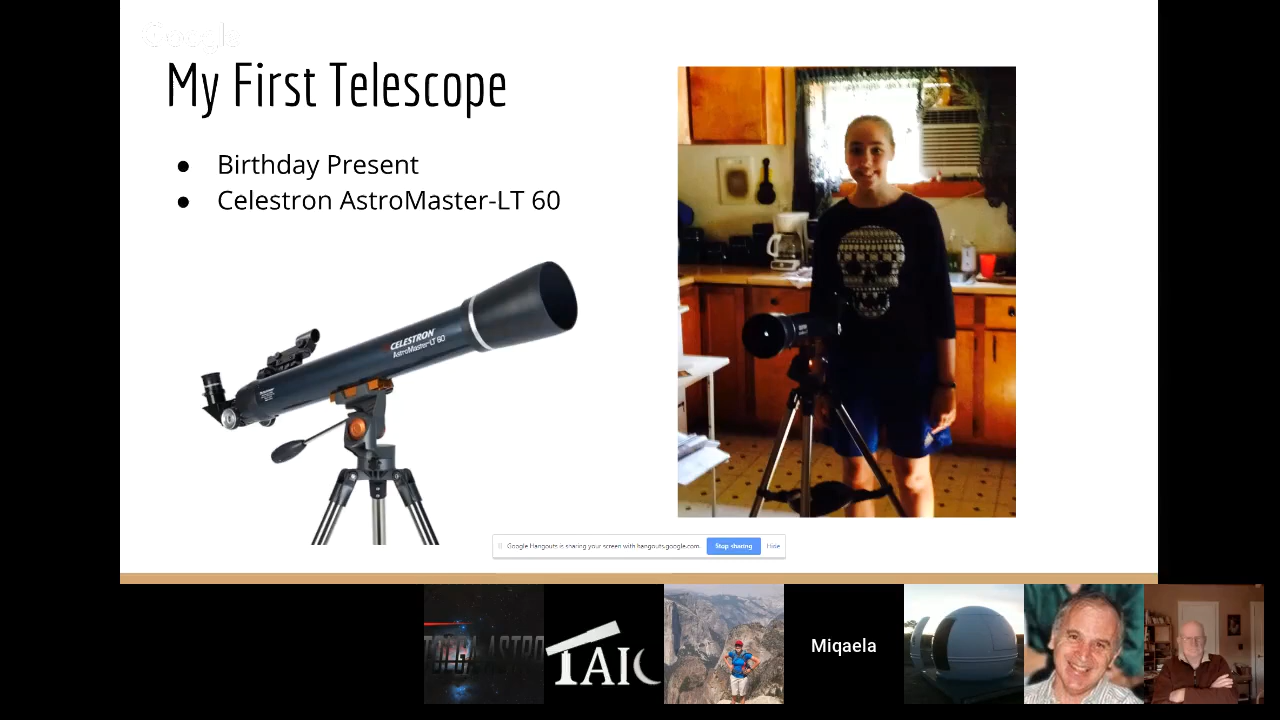 Google
My First Telescope
● Birthday Present
● Celestron AstroMaster-LT 60
CELESTRON
AstroMaster-LT 60
Google Hangouts is sharing your screen with hangouts.google.com.
Stop sharing
Hide
TAIC
Miqaela